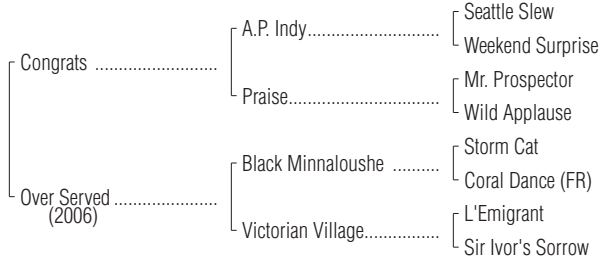 Seattle Slew
A.P. Indy
Weekend Surprise
Congrats
Mr. Prospector
Praise
Wild Applause
Storm Cat
Black Minnaloushe
Coral Dance (FR)
Over Served
(2006)
L'Emigrant
Victorian Village
Sir Ivor's Sorrow